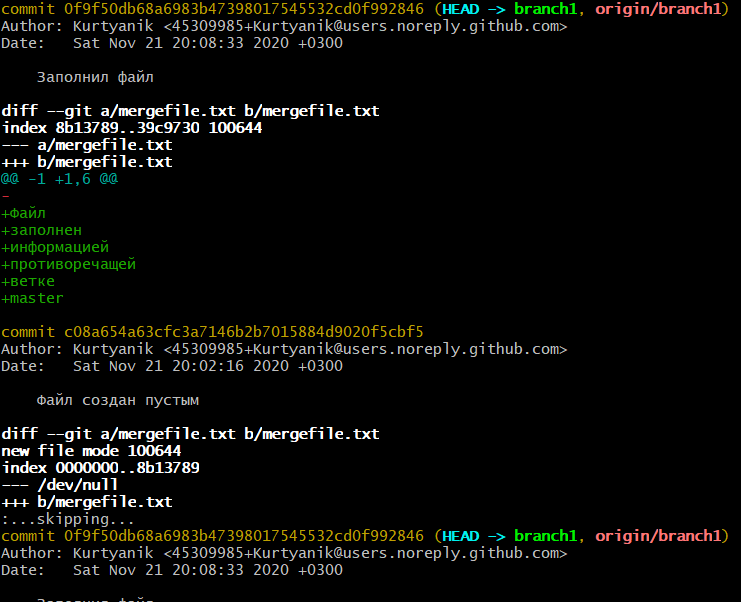 commit 0f9f50db68a6983b47398017545532cd0f992846 (HEAD -> branch1, origin/branch1)
Author: Kurtyanik <45309985+Kurtyanik@users.noreply.github.com>
Date:   Sat Nov 21 20:08:33 2020 +0300
    Заполнил файл
diff --git a/mergefile.txt b/mergefile.txt
index 8b13789..39c9730 100644
--- a/mergefile.txt
+++ b/mergefile.txt
@@ -1 +1,6 @@
-
+Файл
+заполнен
+информацией
+противоречащей
+ветке
+master
commit c08a654a63cfc3a7146b2b7015884d9020f5cbf5
Author: Kurtyanik <45309985+Kurtyanik@users.noreply.github.com>
Date:   Sat Nov 21 20:02:16 2020 +0300
    Файл создан пустым
diff --git a/mergefile.txt b/mergefile.txt
new file mode 100644
index 0000000..8b13789
--- /dev/null
+++ b/mergefile.txt
:...skipping...
commit 0f9f50db68a6983b47398017545532cd0f992846 (HEAD -> branch1, origin/branch1)
Author: Kurtyanik <45309985+Kurtyanik@users.noreply.github.com>
Date:   Sat Nov 21 20:08:33 2020 +0300
    Заполнил файл